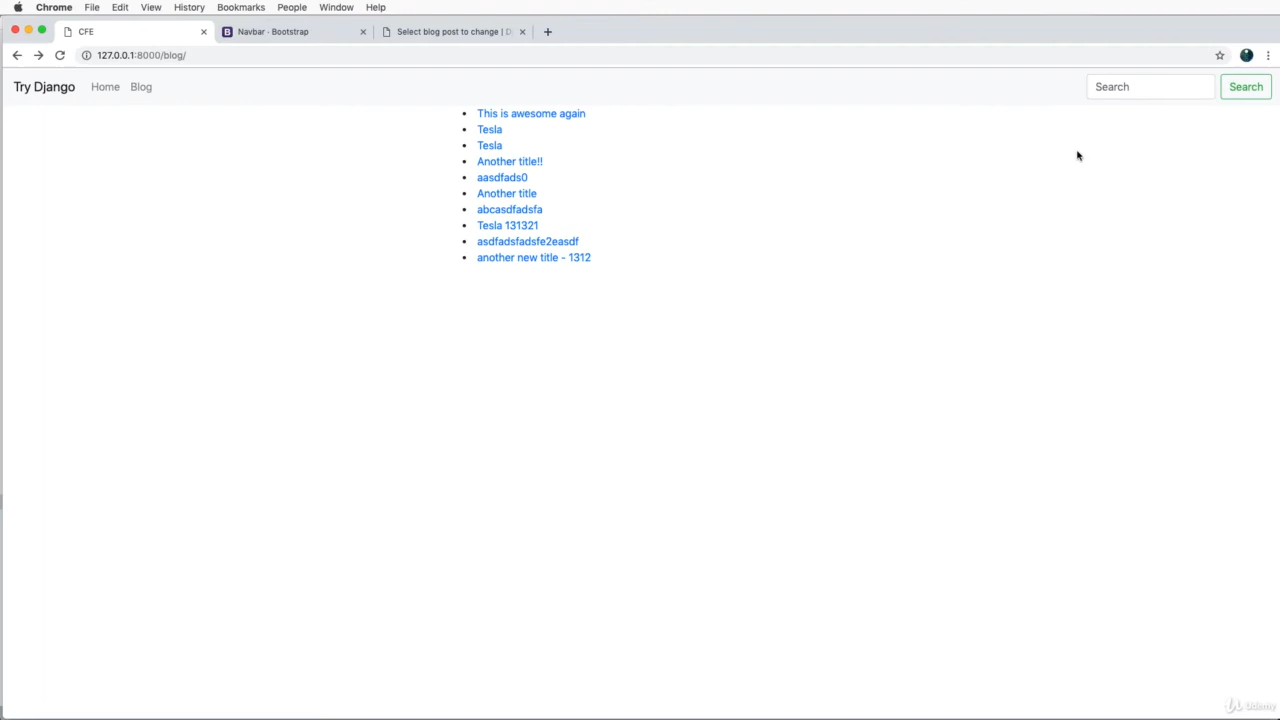 Chrome File Edit View History Bookmarks People Window Help
CFE Navbar · Bootstrap Select blog post to change | D
127.0.0.1:8000/blog/
Try Django Home Blog Search Search
This is awesome again
Tesla
Tesla
Another title!!
aasdfads0
Another title
abcasdfadsfa
Tesla 131321
asdfadsfadsfe2easdf
another new title - 1312
Udemy